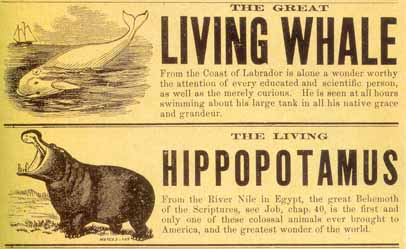 THE GREAT
LIVING WHALE
From the Coast of Labrador is alone a wonder worthy
the attention of every educated and scientific person,
as well as the merely curious. He is seen at all hours
swimming about his large tank in all his native grace
and grandeur.
THE LIVING
HIPPOPOTAMUS
From the River Nile in Egypt, the great Behemoth
of the Scriptures, see Job, chap. 40, is the first and
only one of these colossal animals ever brought to
America, and the greatest wonder of the world.